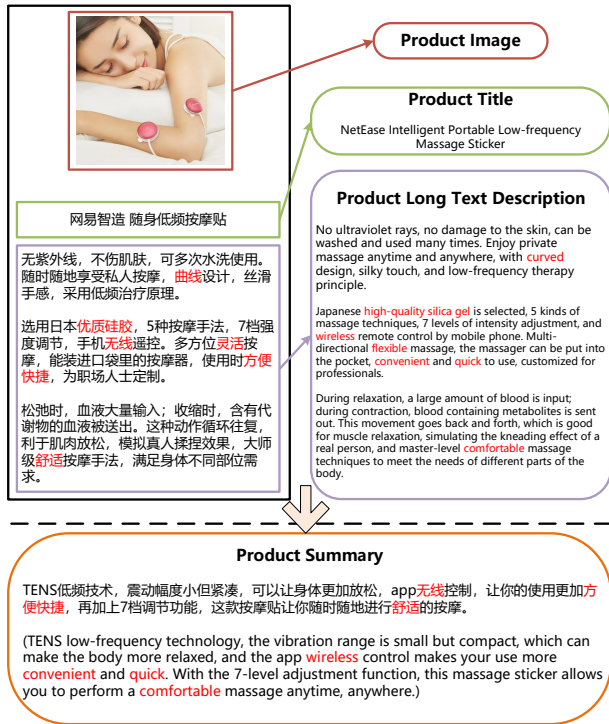 Product Image
Product Title
NetEase Intelligent Portable Low-frequency
Massage Sticker
网易智造 随身低频按摩贴
无紫外线，不伤肌肤，可多次水洗使用。
随时随地享受私人按摩，曲线设计，丝滑
手感，采用低频治疗原理。
选用日本优质硅胶，5种按摩手法，7档强
度调节，手机无线遥控。多方位灵活按
摩，能装进口袋里的按摩器，使用时方便
快捷，为职场人士定制。
松弛时，血液大量输入；收缩时，含有代
谢物的血液被送出。这种动作循环往复，
利于肌肉放松，模拟真人揉捏效果，大师
级舒适按摩手法，满足身体不同部位需
求。
Product Long Text Description
No ultraviolet rays, no damage to the skin, can be
washed and used many times. Enjoy private
massage anytime and anywhere, with curved
design, silky touch, and low-frequency therapy
principle.
Japanese high-quality silica gel is selected, 5 kinds of
massage techniques, 7 levels of intensity adjustment, and
wireless remote control by mobile phone. Multi-
directional flexible massage, the massager can be put into
the pocket, convenient and quick to use, customized for
professionals.
During relaxation, a large amount of blood is input;
during contraction, blood containing metabolites is sent
out. This movement goes back and forth, which is good
for muscle relaxation, simulating the kneading effect of a
real person, and master-level comfortable massage
techniques to meet the needs of different parts of the
body.
Product Summary
TENS低频技术，震动幅度小但紧凑，可以让身体更加放松，app无线控制，让你的使用更加方
便快捷，再加上7档调节功能，这款按摩贴让你随时随地进行舒适的按摩。
(TENS low-frequency technology, the vibration range is small but compact, which can
make the body more relaxed, and the app wireless control makes your use more
convenient and quick. With the 7-level adjustment function, this massage sticker allows
you to perform a comfortable massage anytime, anywhere.)